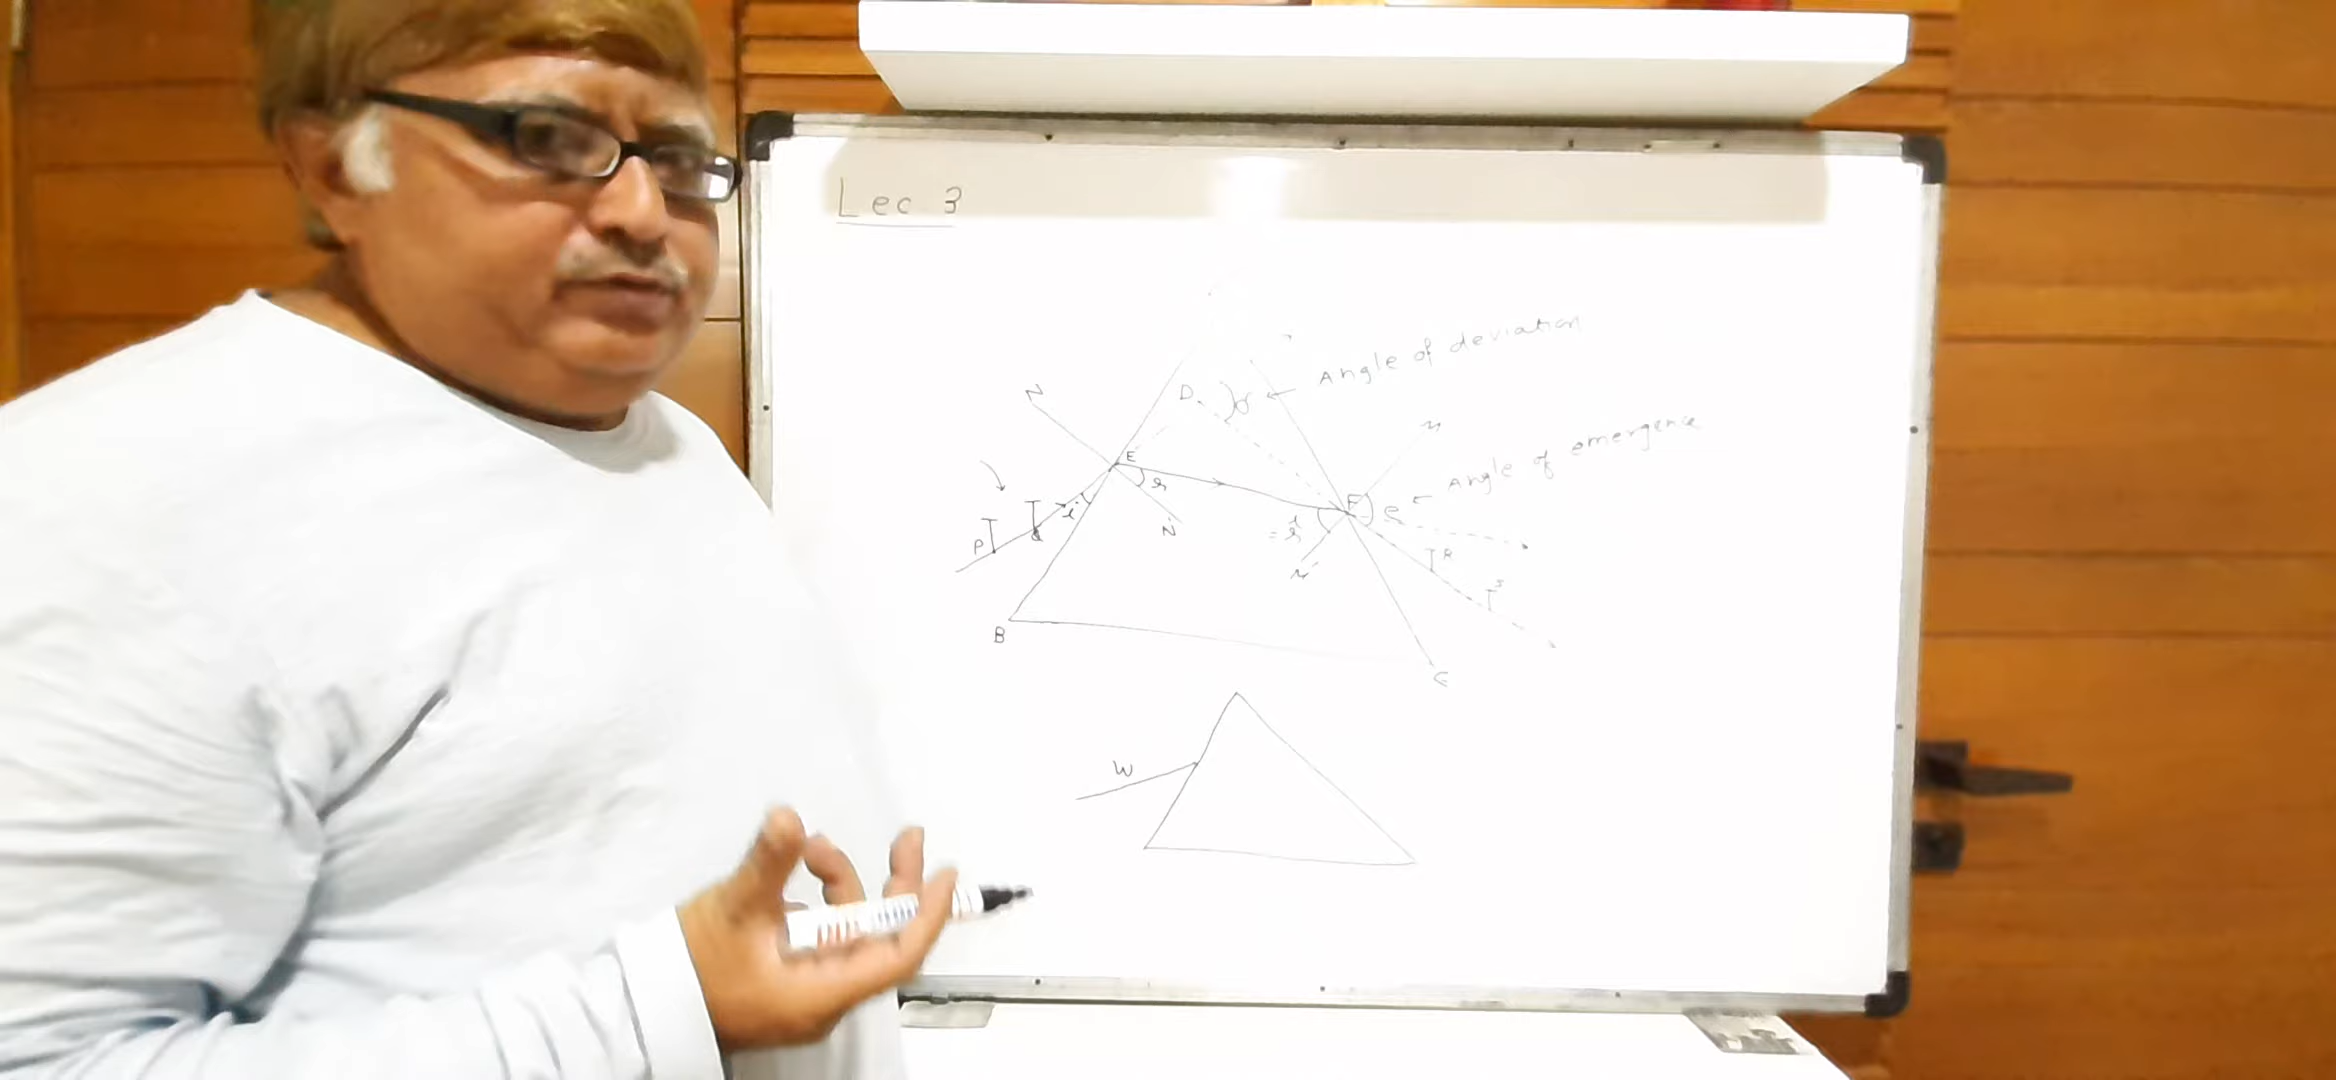 Lec 3
Angle of deviation
N
D
Angle of emergence
E
N
F
e
i
Q
P
R
S
B
C
W